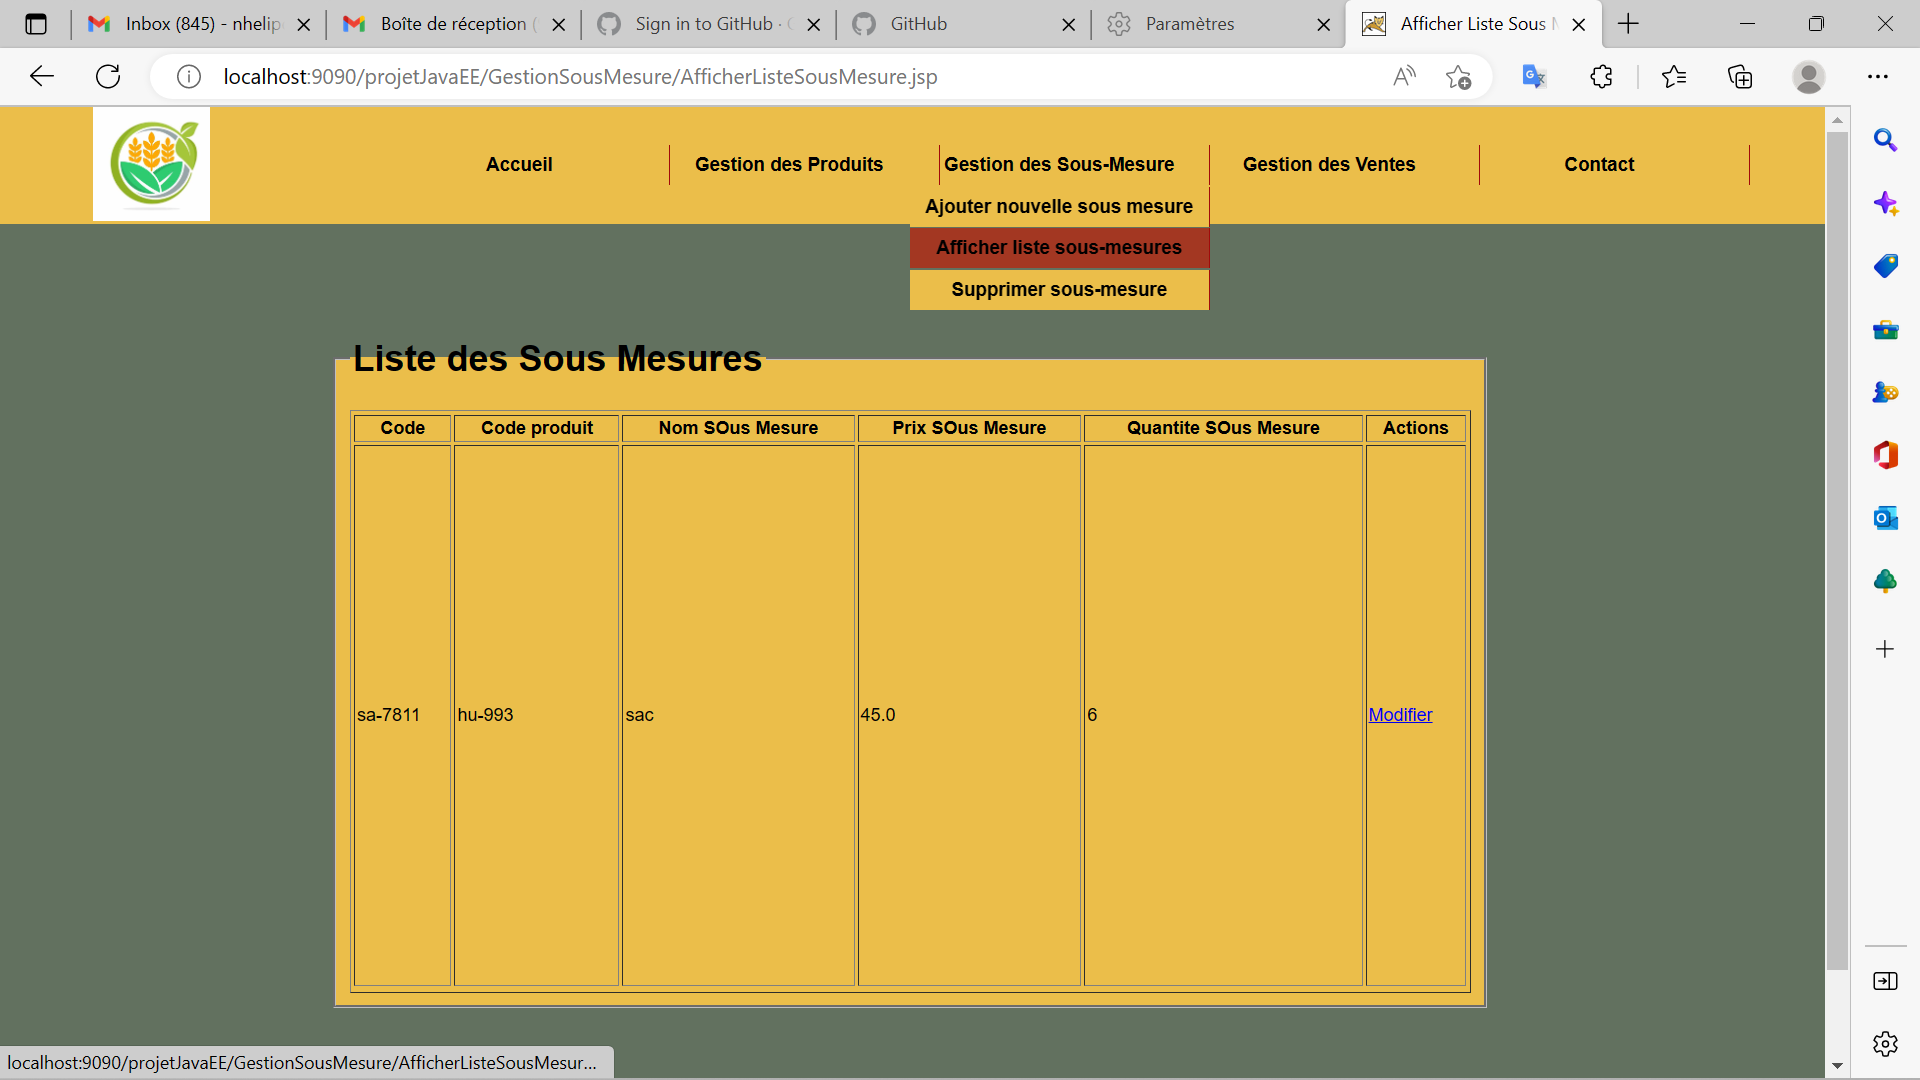 Inbox (845) - nhelip
Boîte de réception (
Sign in to GitHub ·
GitHub
Paramètres
Afficher Liste Sous
localhost:9090/projetJavaEE/GestionSousMesure/AfficherListeSousMesure.jsp
Accueil
Gestion des Produits
Gestion des Sous-Mesure
Gestion des Ventes
Contact
Ajouter nouvelle sous mesure
Afficher liste sous-mesures
Supprimer sous-mesure
Liste des Sous Mesures
Code Code produit Nom SOus Mesure Prix SOus Mesure Quantite SOus Mesure Actions
sa-7811 hu-993 sac 45.0 6 Modifier
localhost:9090/projetJavaEE/GestionSousMesure/AfficherListeSousMesur...